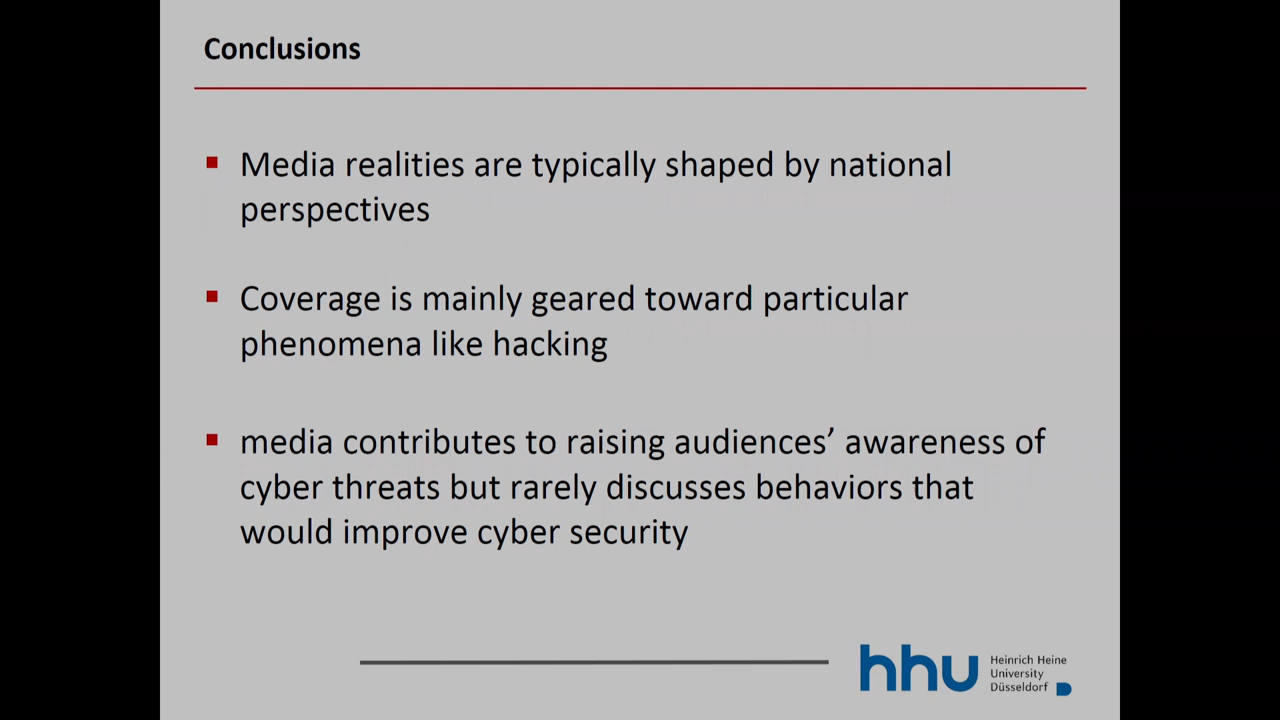 Conclusions
Media realities are typically shaped by national
perspectives
Coverage is mainly geared toward particular
phenomena like hacking
media contributes to raising audiences’ awareness of
cyber threats but rarely discusses behaviors that
would improve cyber security
hhu
Heinrich Heine
University
Düsseldorf